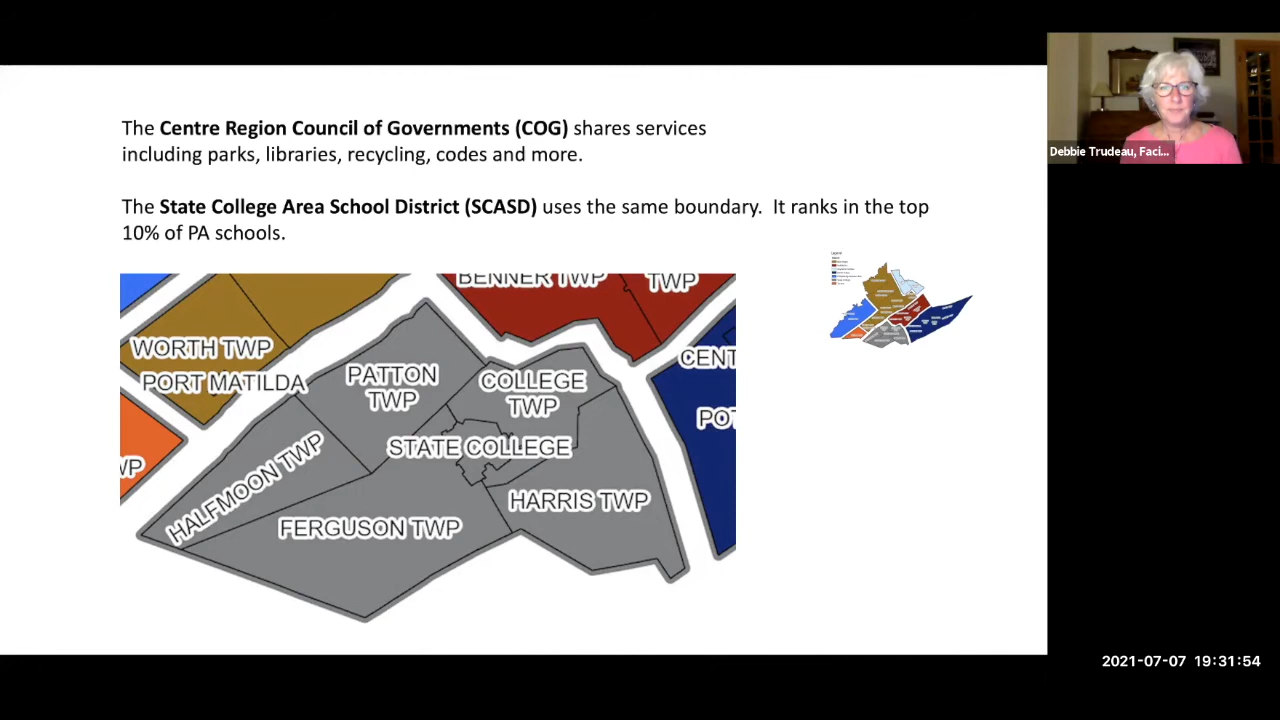 The Centre Region Council of Governments (COG) shares services
including parks, libraries, recycling, codes and more.
The State College Area School District (SCASD) uses the same boundary.  It ranks in the top
10% of PA schools.
BENNER TWP
TWP
WORTH TWP
PORT MATILDA
PATTON
TWP
COLLEGE
TWP
CENT
POT
STATE COLLEGE
WP
HALFMOON TWP
HARRIS TWP
FERGUSON TWP
Debbie Trudeau, Faci...
2021-07-07 19:31:54